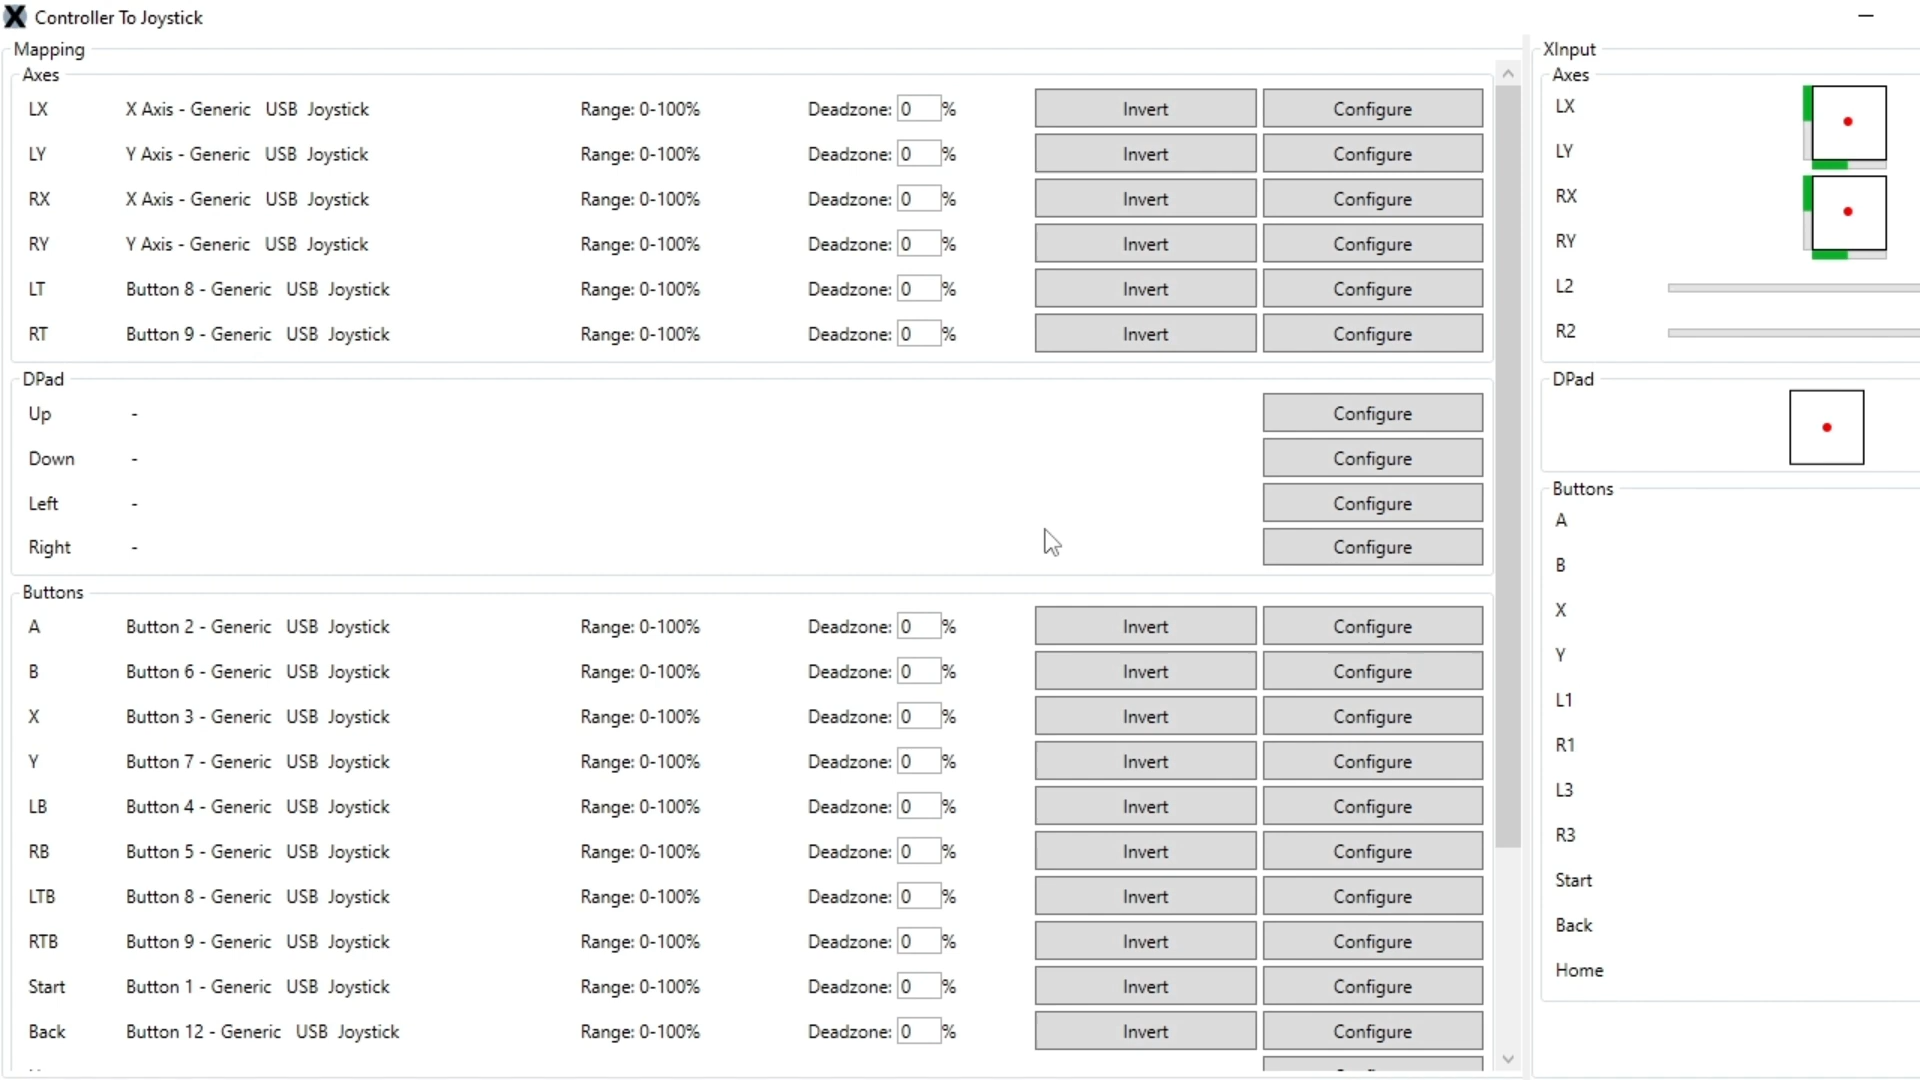 Controller To Joystick
Mapping
Axes
LX X Axis - Generic USB Joystick Range: 0-100% Deadzone: 0 % Invert Configure
LY Y Axis - Generic USB Joystick Range: 0-100% Deadzone: 0 % Invert Configure
RX X Axis - Generic USB Joystick Range: 0-100% Deadzone: 0 % Invert Configure
RY Y Axis - Generic USB Joystick Range: 0-100% Deadzone: 0 % Invert Configure
LT Button 8 - Generic USB Joystick Range: 0-100% Deadzone: 0 % Invert Configure
RT Button 9 - Generic USB Joystick Range: 0-100% Deadzone: 0 % Invert Configure
DPad
Up - Configure
Down - Configure
Left - Configure
Right - Configure
Buttons
A Button 2 - Generic USB Joystick Range: 0-100% Deadzone: 0 % Invert Configure
B Button 6 - Generic USB Joystick Range: 0-100% Deadzone: 0 % Invert Configure
X Button 3 - Generic USB Joystick Range: 0-100% Deadzone: 0 % Invert Configure
Y Button 7 - Generic USB Joystick Range: 0-100% Deadzone: 0 % Invert Configure
LB Button 4 - Generic USB Joystick Range: 0-100% Deadzone: 0 % Invert Configure
RB Button 5 - Generic USB Joystick Range: 0-100% Deadzone: 0 % Invert Configure
LTB Button 8 - Generic USB Joystick Range: 0-100% Deadzone: 0 % Invert Configure
RTB Button 9 - Generic USB Joystick Range: 0-100% Deadzone: 0 % Invert Configure
Start Button 1 - Generic USB Joystick Range: 0-100% Deadzone: 0 % Invert Configure
Back Button 12 - Generic USB Joystick Range: 0-100% Deadzone: 0 % Invert Configure
XInput
Axes
LX
LY
RX
RY
L2
R2
DPad
Buttons
A
B
X
Y
L1
R1
L3
R3
Start
Back
Home